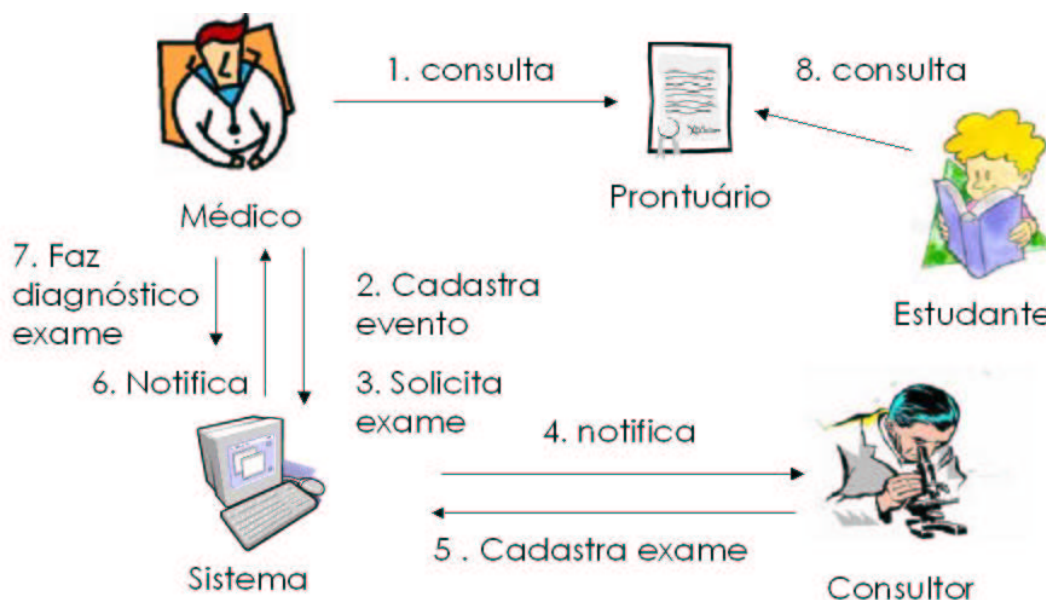 1. consulta
8. consulta
Prontuário
Médico
7. Faz
diagnóstico
exame
2. Cadastra
evento
Estudante
6. Notifica
3. Solicita
exame
4. notifica
5 . Cadastra exame
Sistema
Consultor